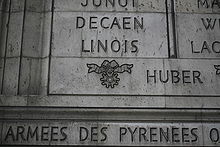 JUNOT
DECAEN
LINOIS
HUBER
ARMEES DES PYRENEES O